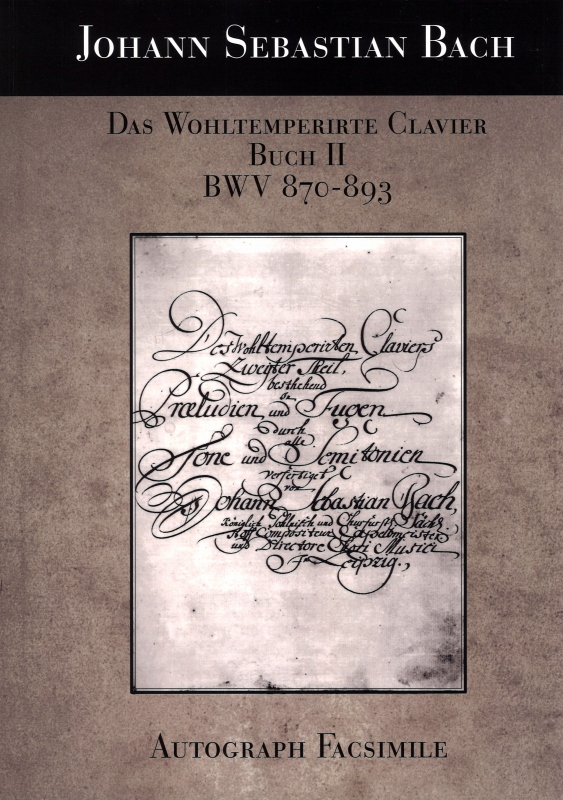 Johann Sebastian Bach
Das Wohltemperirte Clavier
Buch II
BWV 870-893
Des Wohltemperirten Claviers
Zweyter Theil,
bestehend
in
Præludien und Fugen
durch
alle
Tone und Semitonien
verfertiget
von
Johann Sebastian Bach,
Königlich Pohlnisch und Churfürstl. Sächs.
Hoff Compositeur Capellmeister
und Directore Chori Musici
In Leipzig.
Autograph Facsimile